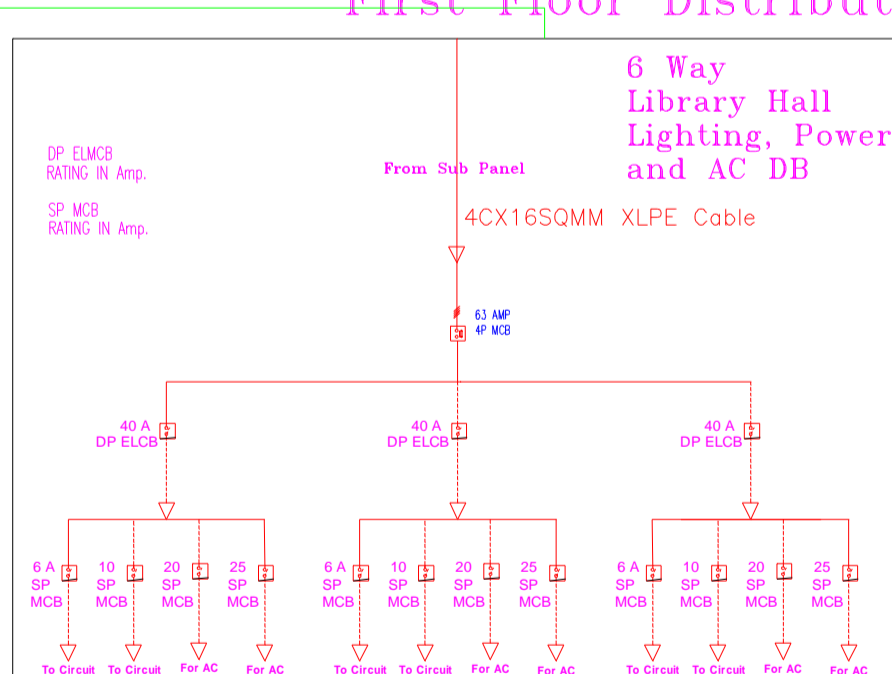 First Floor Distribut
6 Way
Library Hall
Lighting, Power
and AC DB
DP ELMCB
RATING IN Amp.
SP MCB
RATING IN Amp.
From Sub Panel
4CX16SQMM XLPE Cable
63 AMP
4P MCB
40 A
DP ELCB
40 A
DP ELCB
40 A
DP ELCB
6 A
SP
MCB
10
SP
MCB
20
SP
MCB
25
SP
MCB
6 A
SP
MCB
10
SP
MCB
20
SP
MCB
25
SP
MCB
6 A
SP
MCB
10
SP
MCB
20
SP
MCB
25
SP
MCB
To Circuit
To Circuit
For AC
For AC
To Circuit
To Circuit
For AC
For AC
To Circuit
To Circuit
For AC
For AC